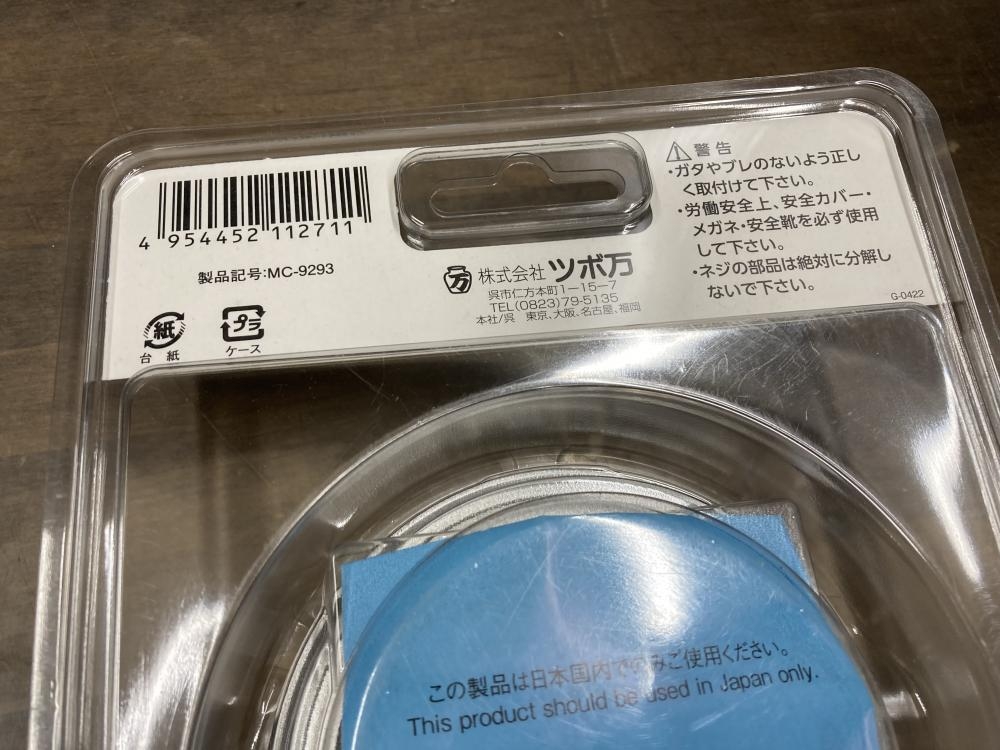 4 954452 112711
製品記号:MC-9293
紙
台紙
プラ
ケース
万
株式会社 ツボ万
呉市仁方本町1-15-7
TEL(0823)79-5135
本社/呉 東京、大阪、名古屋、福岡
警告
・ガタやブレのないよう正し
く取付けて下さい。
・労働安全上、安全カバー・
メガネ・安全靴を必ず使用
して下さい。
・ネジの部品は絶対に分解し
ないで下さい。
G-0422
この製品は日本国内でのみご使用ください。
This product should be used in Japan only.